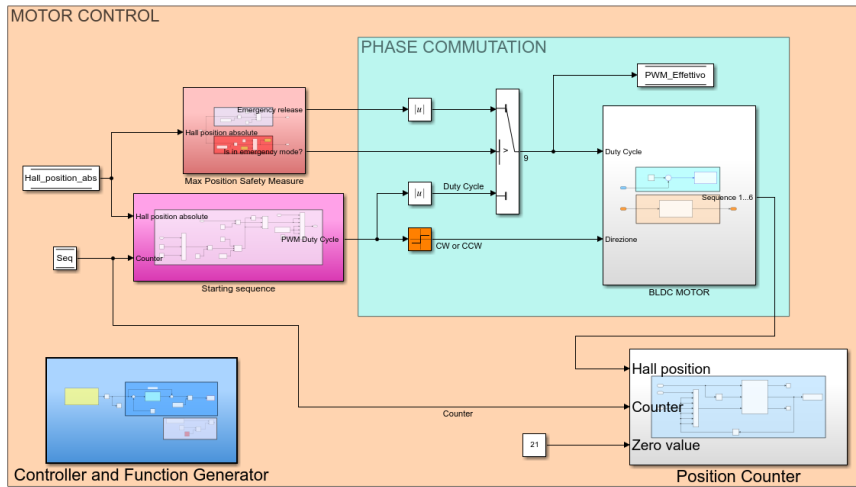 MOTOR CONTROL
PHASE COMMUTATION
PWM_Effettivo
Emergency release
|u|
Hall position absolute
Is in emergency mode?
>
9
Duty Cycle
Max Position Safety Measure
Hall_position_abs
|u|
Duty Cycle
Sequence 1...6
Hall position absolute
PWM Duty Cycle
CW or CCW
Direzione
Seq
Counter
Starting sequence
BLDC MOTOR
Hall position
Counter
Counter
21
Zero value
Controller and Function Generator
Position Counter